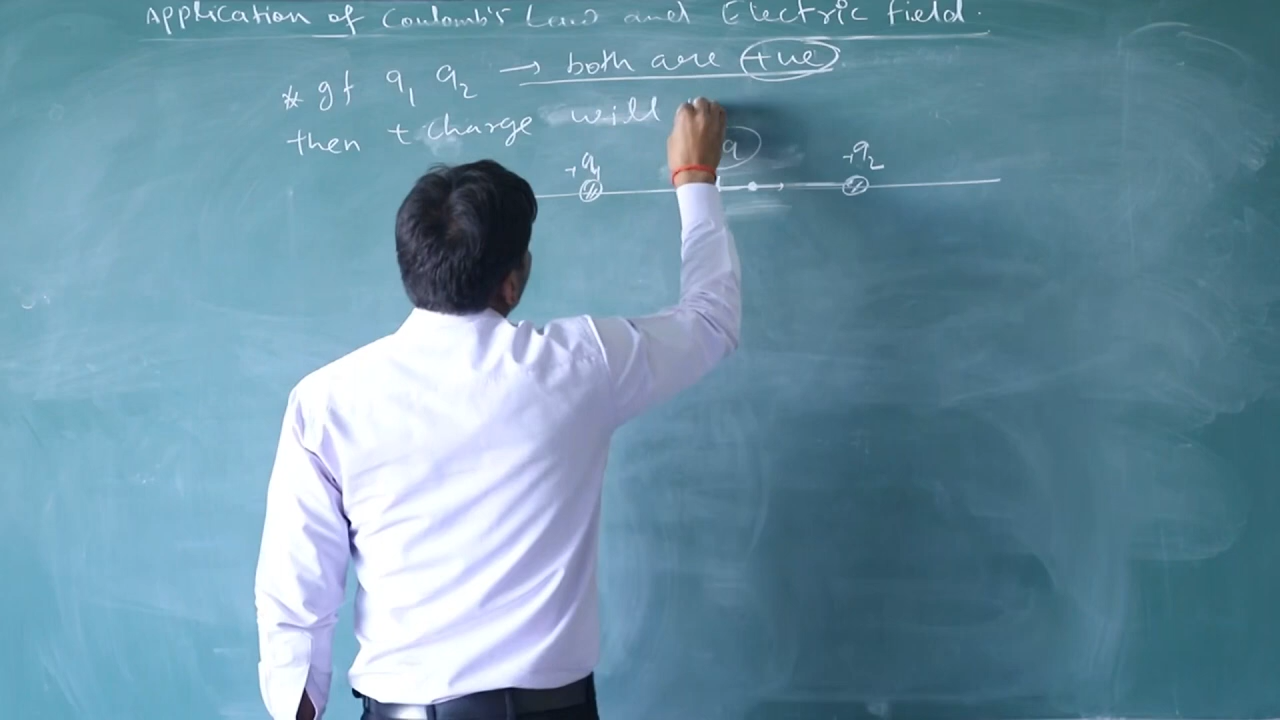 Application of Coulomb's Law and Electric field.
* If q1 q2 → both are +ve
then + charge will
+q1 q +q2